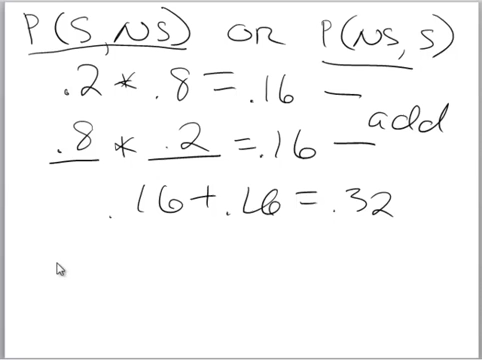 P(S,NS) OR P(NS,S)
.2 * .8 = .16 —
.8 * .2 = .16 — add
.16 + .16 = .32